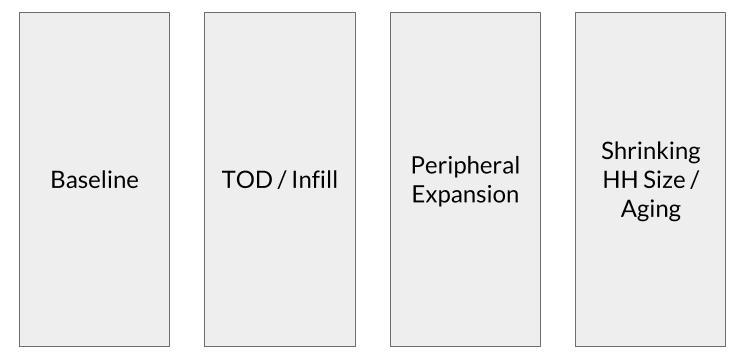 Baseline
TOD / Infill
Peripheral
Expansion
Shrinking
HH Size /
Aging